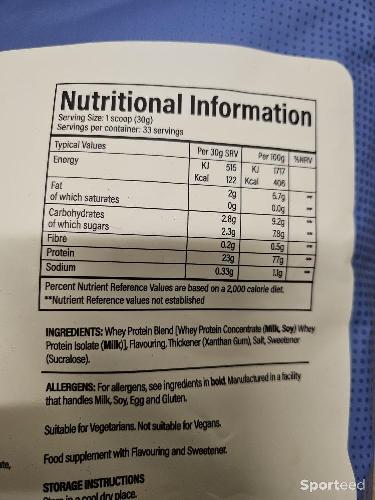 Nutritional Information
Serving Size: 1 scoop (30g)
Servings per container: 33 servings
Typical Values Per 30g SRV Per 100g %NRV
Energy KJ 515 KJ 1717
Kcal 122 Kcal 406 **
Fat 2g 6.7g **
of which saturates 0g 0.0g **
Carbohydrates 2.8g 9.2g **
of which sugars 2.3g 7.8g **
Fibre 0.2g 0.5g **
Protein 23g 77g **
Sodium 0.33g 1.1g **
Percent Nutrient Reference Values are based on a 2,000 calorie diet.
**Nutrient Reference values not established
INGREDIENTS: Whey Protein Blend [Whey Protein Concentrate (Milk, Soy) Whey
Protein Isolate (Milk)], Flavouring, Thickener (Xanthan Gum), Salt, Sweetener
(Sucralose).
ALLERGENS: For allergens, see ingredients in bold. Manufactured in a facility
that handles Milk, Soy, Egg and Gluten.
Suitable for Vegetarians. Not suitable for Vegans.
Food supplement with Flavouring and Sweetener.
STORAGE INSTRUCTIONS
in a cool dry place.
Sporteed